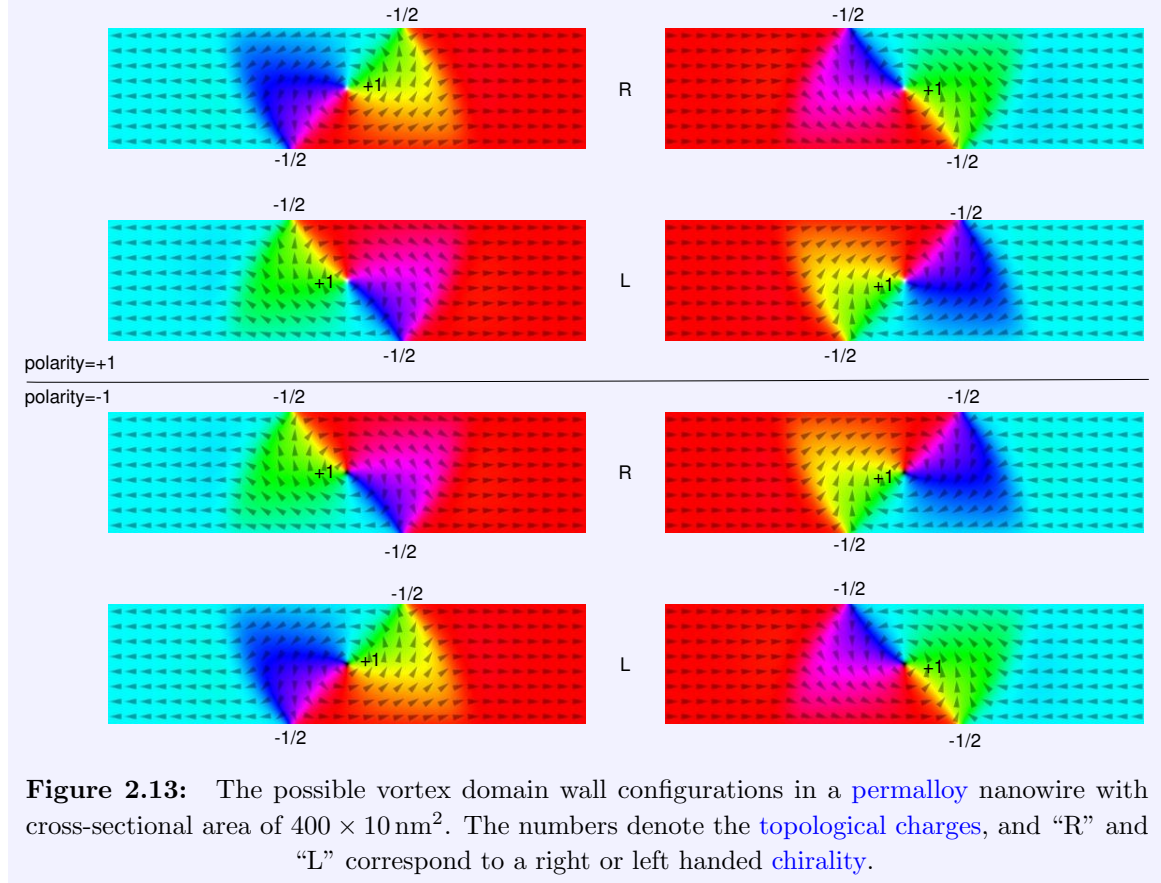 -1/2 -1/2
+1 R +1
-1/2 -1/2
-1/2 -1/2
+1 L +1
-1/2 -1/2
polarity=+1
polarity=-1
-1/2 -1/2
+1 R +1
-1/2 -1/2
-1/2 -1/2
+1 L +1
-1/2 -1/2
Figure 2.13: The possible vortex domain wall configurations in a permalloy nanowire with
cross-sectional area of 400 × 10 nm². The numbers denote the topological charges, and “R” and
“L” correspond to a right or left handed chirality.